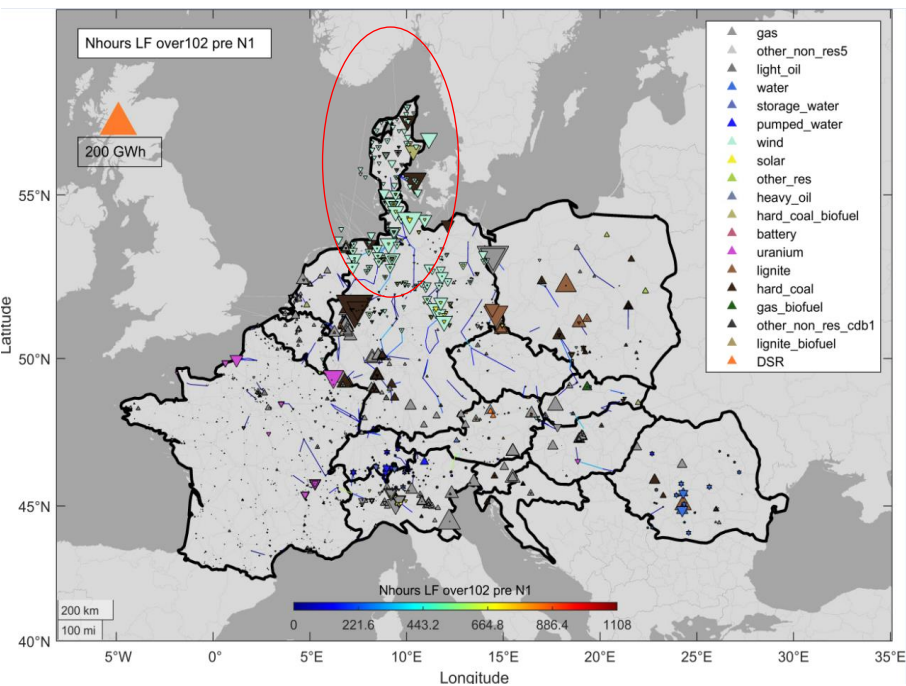 Nhours LF over102 pre N1
200 GWh
gas
other_non_res5
light_oil
water
storage_water
pumped_water
wind
solar
other_res
heavy_oil
hard_coal_biofuel
battery
uranium
lignite
hard_coal
gas_biofuel
other_non_res_cdb1
lignite_biofuel
DSR
55°N
50°N
45°N
40°N
Latitude
Nhours LF over102 pre N1
0 221.6 443.2 664.8 886.4 1108
200 km
100 mi
5°W 0° 5°E 10°E 15°E 20°E 25°E 30°E 35°E
Longitude